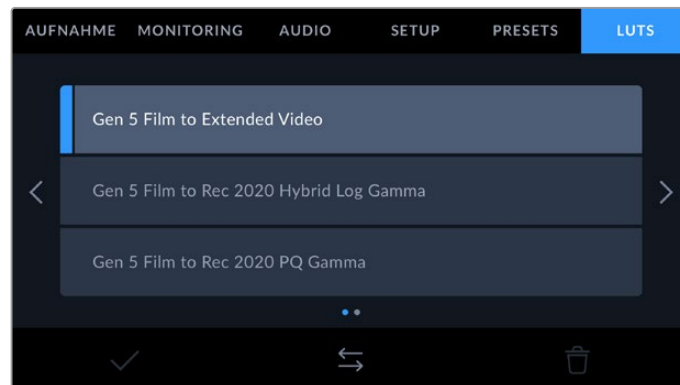 AUFNAHME MONITORING AUDIO SETUP PRESETS LUTS
Gen 5 Film to Extended Video
Gen 5 Film to Rec 2020 Hybrid Log Gamma
Gen 5 Film to Rec 2020 PQ Gamma